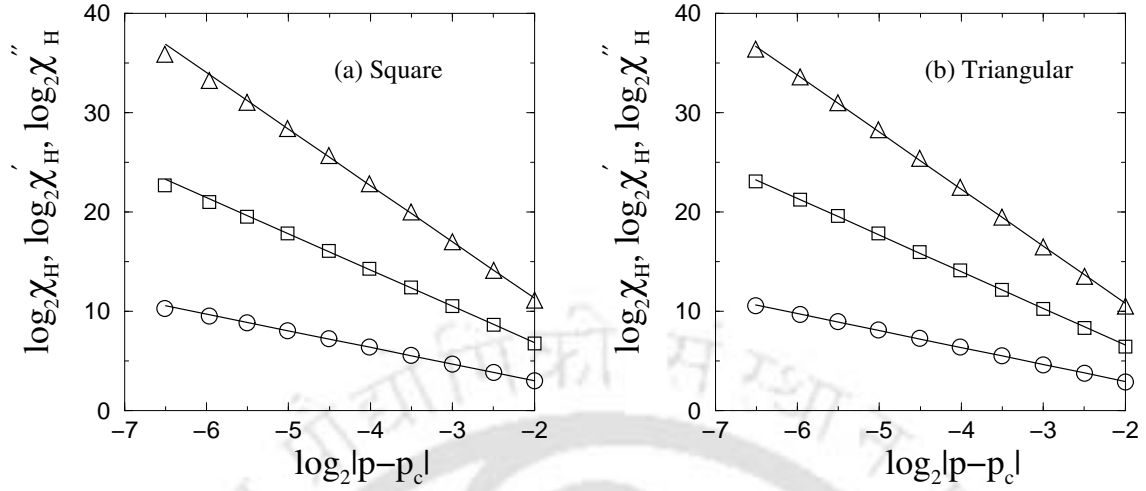 40
30
20
10
0
−7 −6 −5 −4 −3 −2
log₂χ_H, log₂χ′_H, log₂χ″_H
(a) Square
log₂|p−p_c|
40
30
20
10
0
−7 −6 −5 −4 −3 −2
log₂χ_H, log₂χ′_H, log₂χ″_H
(b) Triangular
log₂|p−p_c|